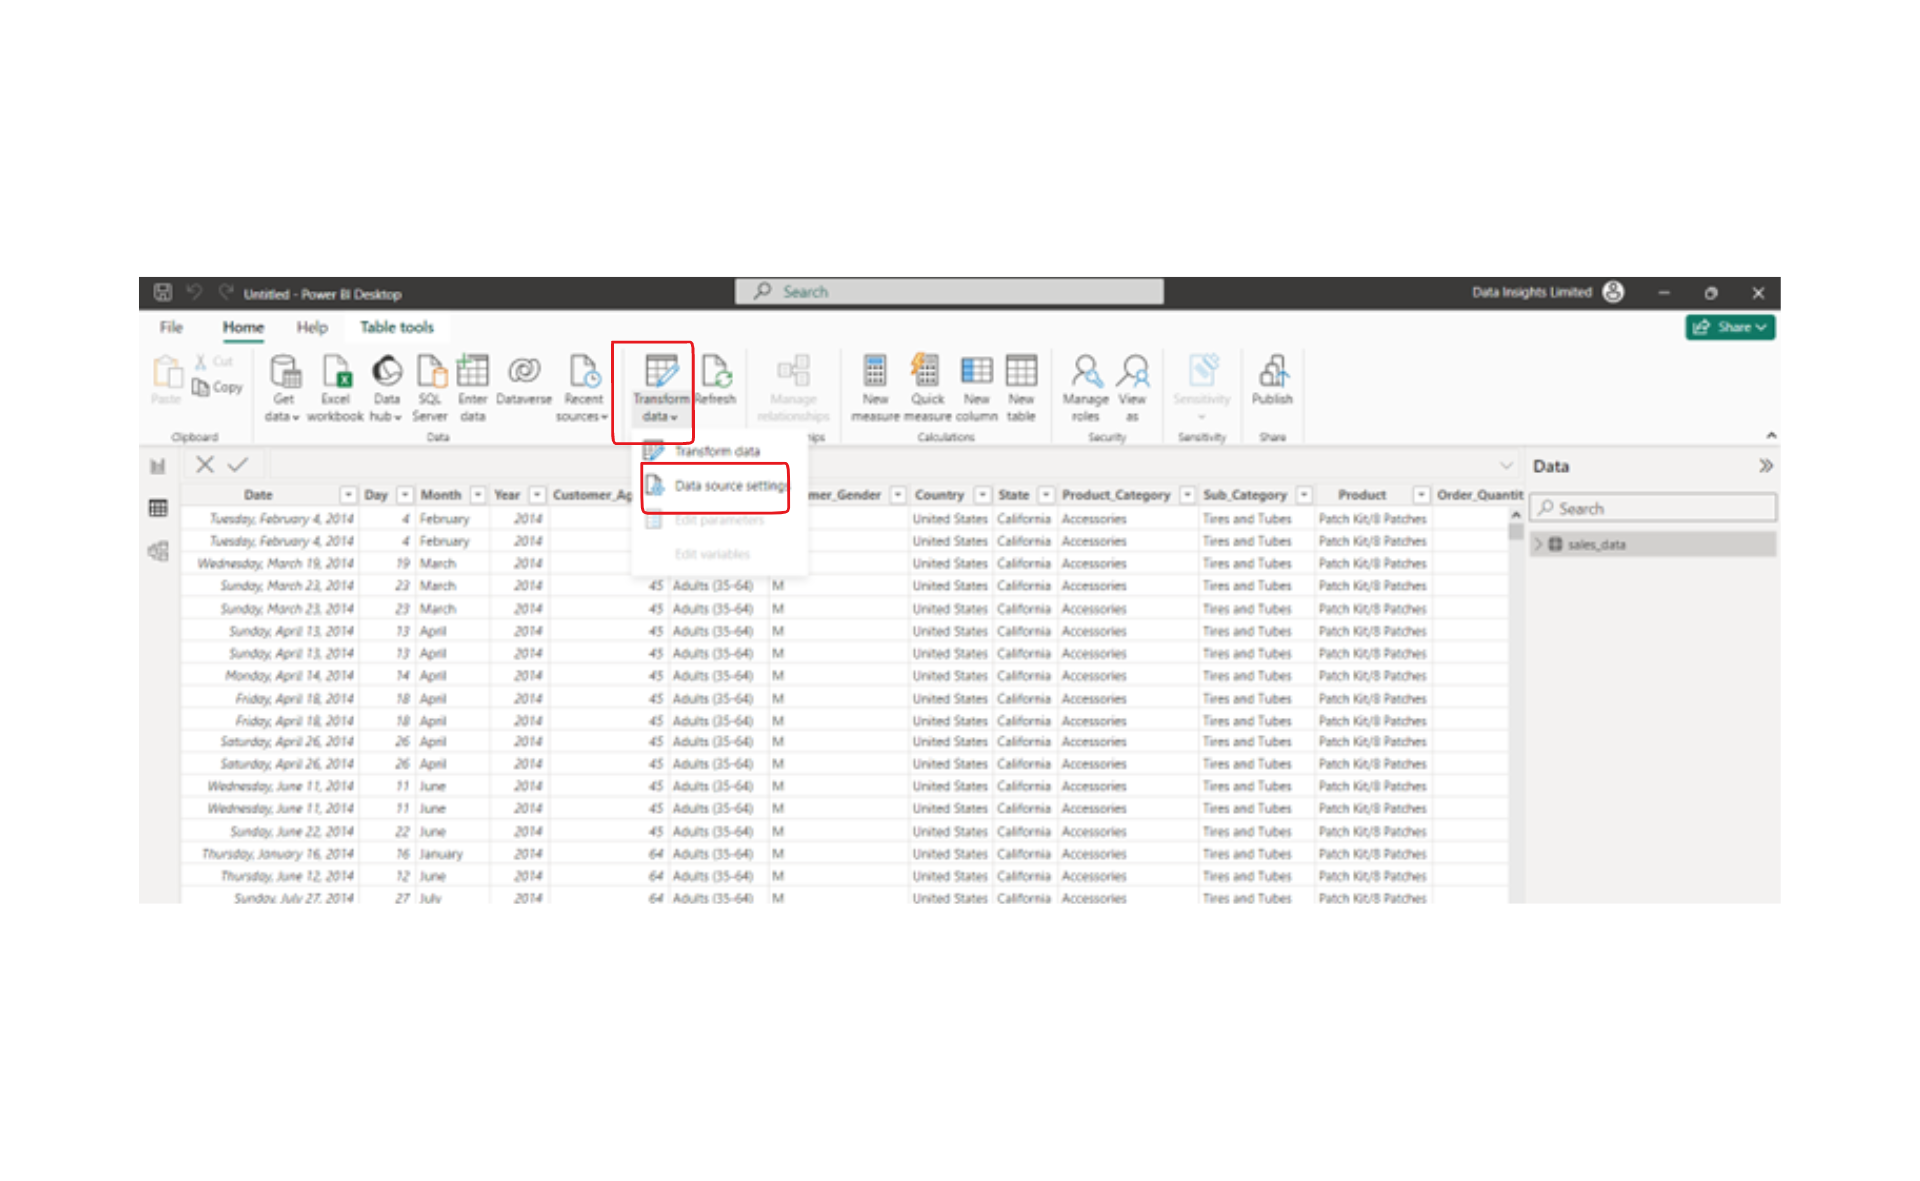 Untitled - Power BI Desktop
Search
Data Insights Limited
File Home Help Table tools
Share
Paste
Cut
Copy
Get data
Excel workbook
Data hub
SQL Server
Enter data
Dataverse
Recent sources
Transform data
Refresh
Manage relationships
New measure
Quick measure
New column
New table
Manage roles
View as
Sensitivity
Publish
Clipboard
Data
Calculations
Security
Sensitivity
Share
Transform data
Data source settings
Edit parameters
Edit variables
Data
Search
sales_data
Date Day Month Year Customer_Ag mer_Gender Country State Product_Category Sub_Category Product Order_Quantit
Tuesday, February 4, 2014 4 February 2014 United States California Accessories Tires and Tubes Patch Kit/8 Patches
Tuesday, February 4, 2014 4 February 2014 United States California Accessories Tires and Tubes Patch Kit/8 Patches
Wednesday, March 19, 2014 19 March 2014 United States California Accessories Tires and Tubes Patch Kit/8 Patches
Sunday, March 23, 2014 23 March 2014 45 Adults (35-64) M United States California Accessories Tires and Tubes Patch Kit/8 Patches
Sunday, March 23, 2014 23 March 2014 45 Adults (35-64) M United States California Accessories Tires and Tubes Patch Kit/8 Patches
Sunday, April 13, 2014 13 April 2014 45 Adults (35-64) M United States California Accessories Tires and Tubes Patch Kit/8 Patches
Sunday, April 13, 2014 13 April 2014 45 Adults (35-64) M United States California Accessories Tires and Tubes Patch Kit/8 Patches
Monday, April 14, 2014 14 April 2014 45 Adults (35-64) M United States California Accessories Tires and Tubes Patch Kit/8 Patches
Friday, April 18, 2014 18 April 2014 45 Adults (35-64) M United States California Accessories Tires and Tubes Patch Kit/8 Patches
Friday, April 18, 2014 18 April 2014 45 Adults (35-64) M United States California Accessories Tires and Tubes Patch Kit/8 Patches
Saturday, April 26, 2014 26 April 2014 45 Adults (35-64) M United States California Accessories Tires and Tubes Patch Kit/8 Patches
Saturday, April 26, 2014 26 April 2014 45 Adults (35-64) M United States California Accessories Tires and Tubes Patch Kit/8 Patches
Wednesday, June 11, 2014 11 June 2014 45 Adults (35-64) M United States California Accessories Tires and Tubes Patch Kit/8 Patches
Wednesday, June 11, 2014 11 June 2014 45 Adults (35-64) M United States California Accessories Tires and Tubes Patch Kit/8 Patches
Sunday, June 22, 2014 22 June 2014 45 Adults (35-64) M United States California Accessories Tires and Tubes Patch Kit/8 Patches
Thursday, January 16, 2014 16 January 2014 64 Adults (35-64) M United States California Accessories Tires and Tubes Patch Kit/8 Patches
Thursday, June 12, 2014 12 June 2014 64 Adults (35-64) M United States California Accessories Tires and Tubes Patch Kit/8 Patches
Sunday, July 27, 2014 27 July 2014 64 Adults (35-64) M United States California Accessories Tires and Tubes Patch Kit/8 Patches